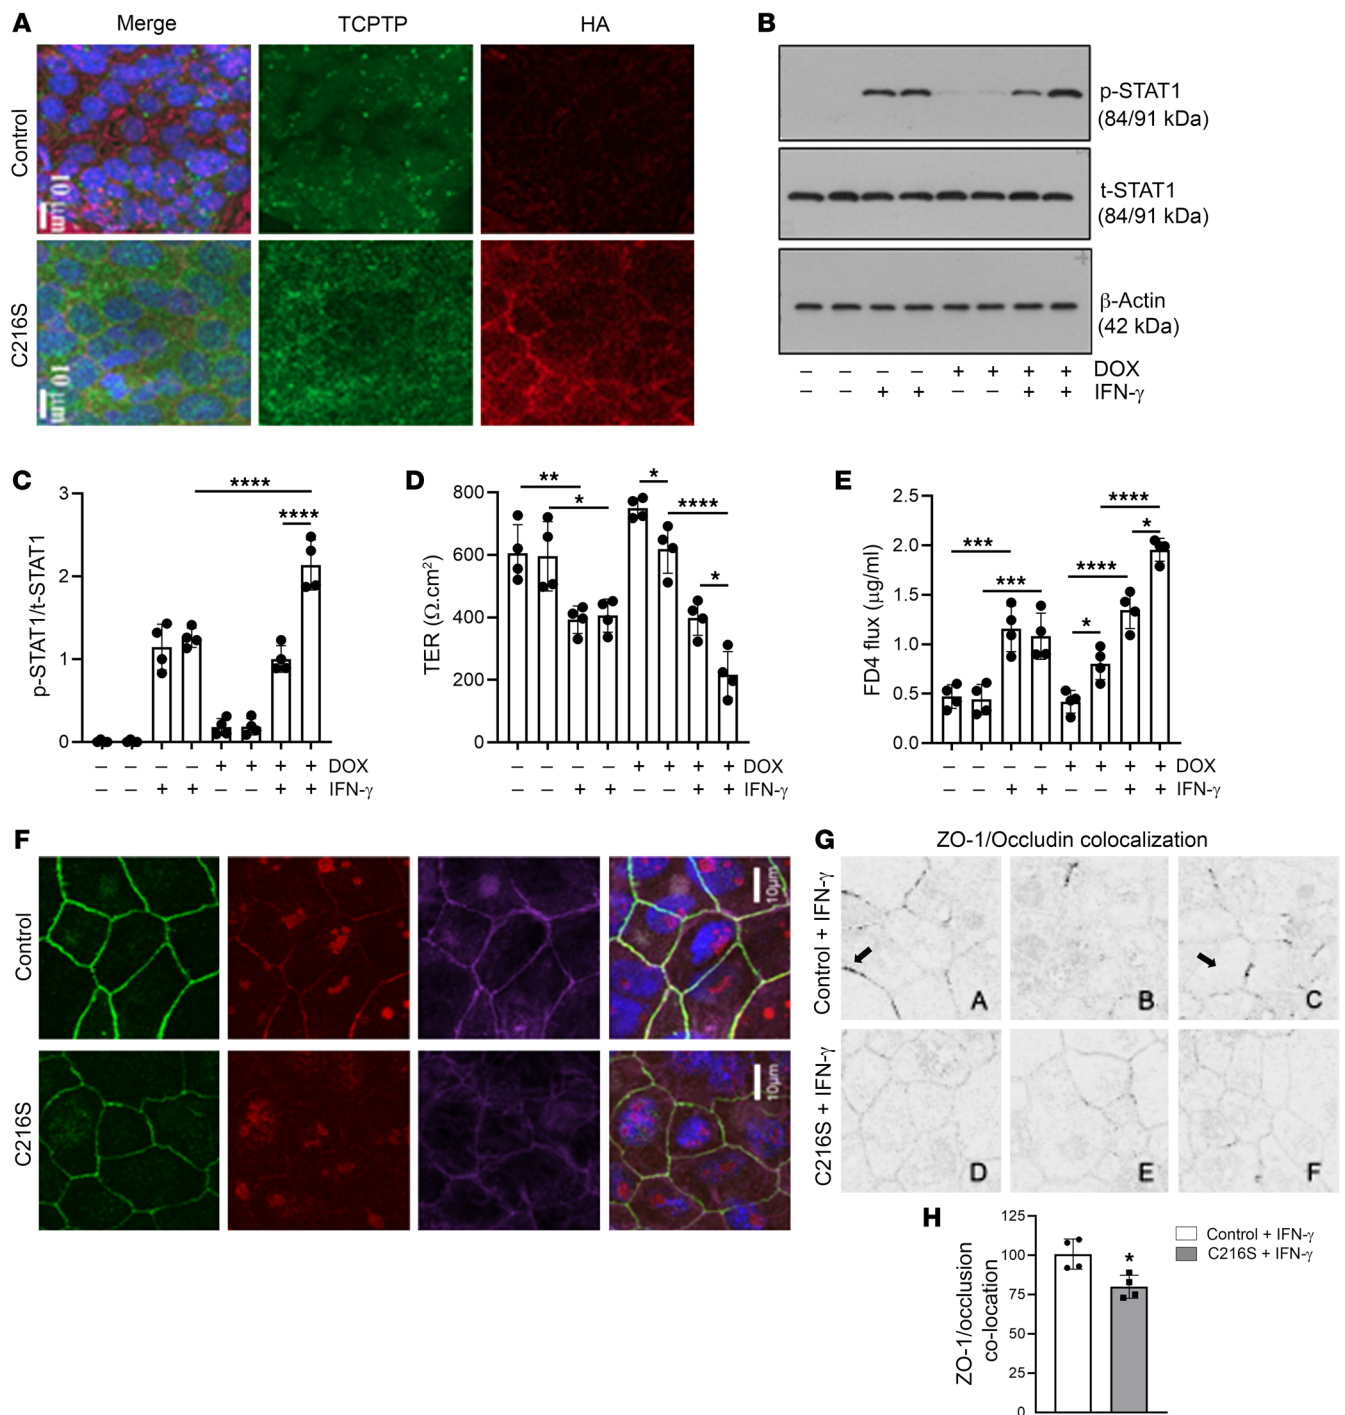 A
Merge
TCPTP
HA
Control
10 µm
C216S
10 µm
B
p-STAT1
(84/91 kDa)
t-STAT1
(84/91 kDa)
β-Actin
(42 kDa)
– – – – + + + + DOX
– – + + – – + + IFN-γ
C
p-STAT1/t-STAT1
3
2
1
0
****
****
– – – – + + + + DOX
– – + + – – + + IFN-γ
D
TER (Ω.cm²)
800
600
400
200
0
**
*
*
****
*
– – – – + + + + DOX
– – + + – – + + IFN-γ
E
FD4 flux (µg/ml)
2.5
2.0
1.5
1.0
0.5
0.0
***
***
*
****
****
*
– – – – + + + + DOX
– – + + – – + + IFN-γ
F
Control
10µm
C216S
10µm
G
ZO-1/Occludin colocalization
Control + IFN-γ
A
B
C
C216S + IFN-γ
D
E
F
H
ZO-1/occlusion
co-location
125
100
75
50
25
0
*
Control + IFN-γ
C216S + IFN-γ